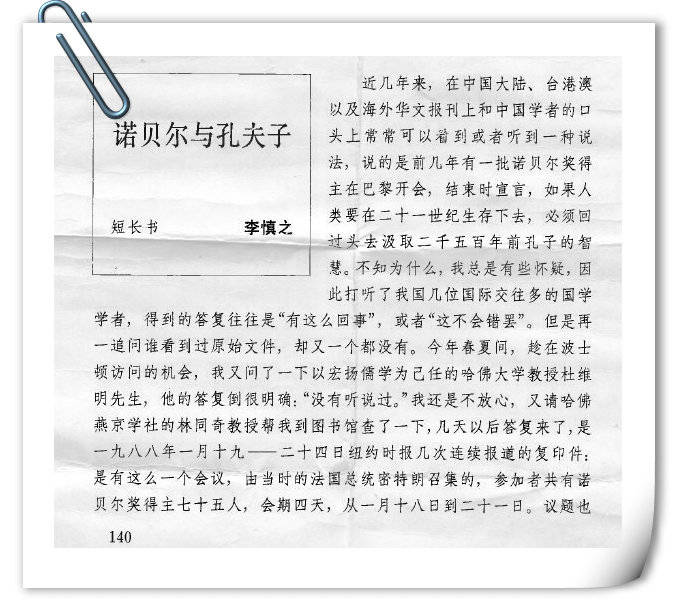 诺贝尔与孔夫子
短长书 李慎之
近几年来，在中国大陆、台港澳
以及海外华文报刊上和中国学者的口
头上常常可以看到或者听到一种说
法，说的是前几年有一批诺贝尔奖得
主在巴黎开会，结束时宣言，如果人
类要在二十一世纪生存下去，必须回
过头去汲取二千五百年前孔子的智
慧。不知为什么，我总是有些怀疑，因
此打听了我国几位国际交往多的国学
学者，得到的答复往往是“有这么回事”，或者“这不会错罢”。但是再
一追问谁看到过原始文件，却又一个都没有。今年春夏间，趁在波士
顿访问的机会，我又问了一下以宏扬儒学为己任的哈佛大学教授杜维
明先生，他的答复倒很明确：“没有听说过。”我还是不放心，又请哈佛
燕京学社的林同奇教授帮我到图书馆查了一下，几天以后答复来了，是
一九八八年一月十九——二十四日纽约时报几次连续报道的复印件：
是有这么一个会议，由当时的法国总统密特朗召集的，参加者共有诺
贝尔奖得主七十五人，会期四天，从一月十八日到二十一日。议题也
140